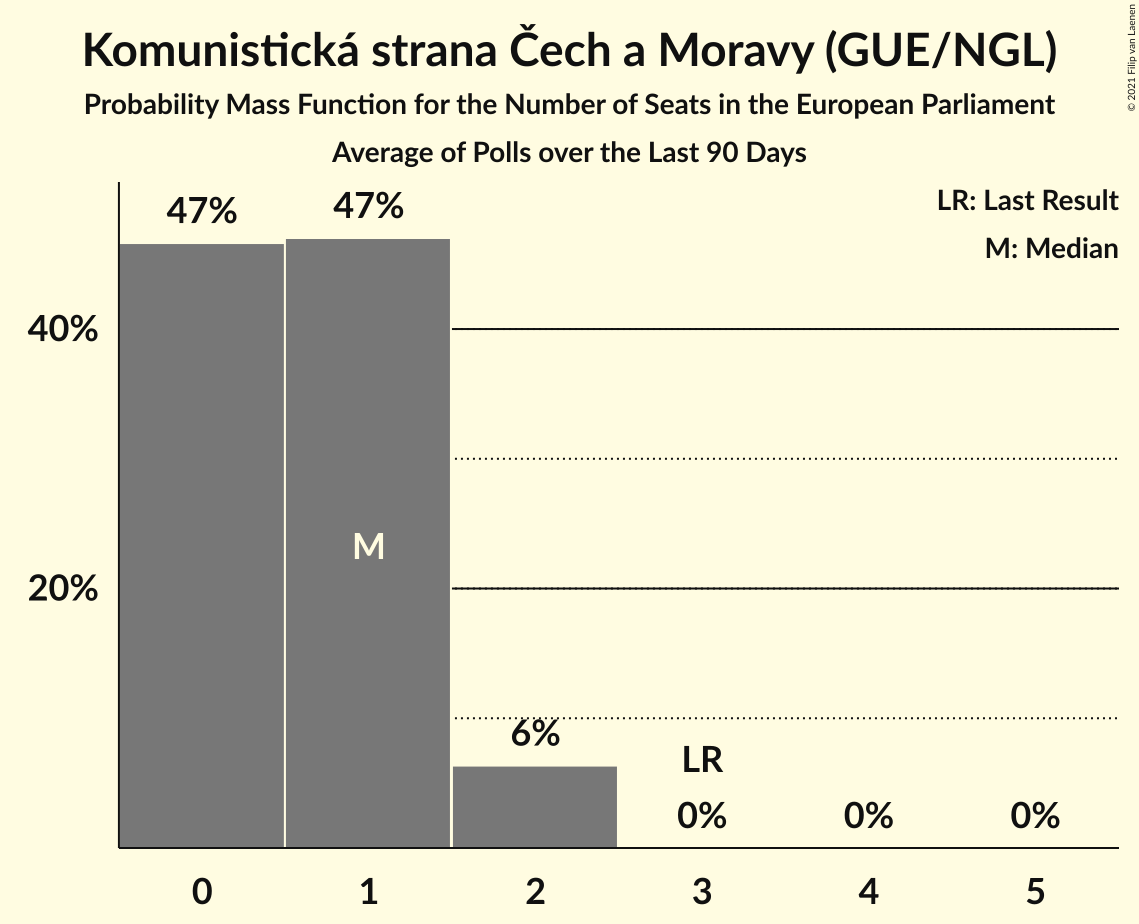 Komunistická strana Čech a Moravy (GUE/NGL)
Probability Mass Function for the Number of Seats in the European Parliament
Average of Polls over the Last 90 Days
© 2021 Filip van Laenen
LR: Last Result
M: Median
47%
47%
40%
M
20%
6%
LR
0%
0%
0%
0
1
2
3
4
5